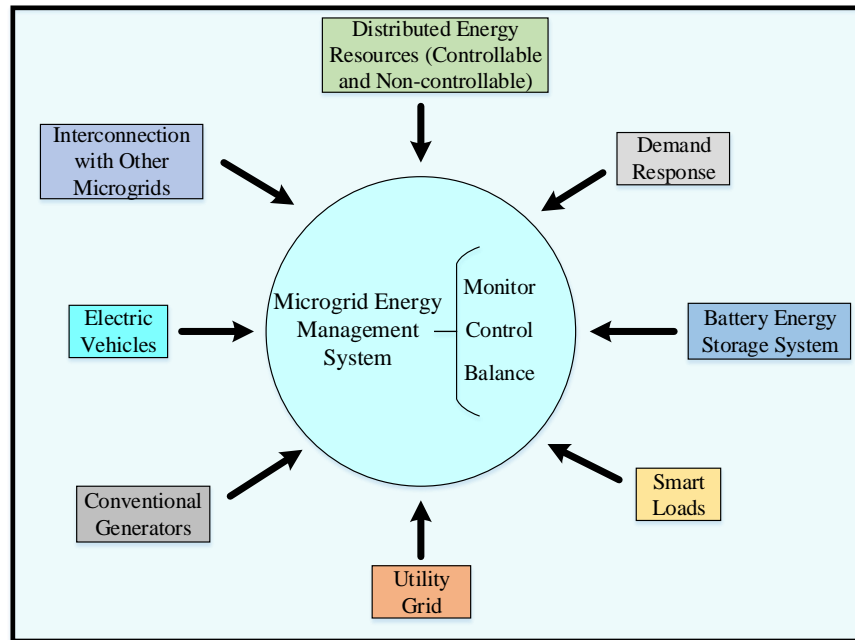 Distributed Energy
Resources (Controllable
and Non-controllable)
Interconnection
with Other
Microgrids
Demand
Response
Microgrid Energy
Management
System
Monitor
Control
Balance
Electric
Vehicles
Battery Energy
Storage System
Conventional
Generators
Smart
Loads
Utility
Grid